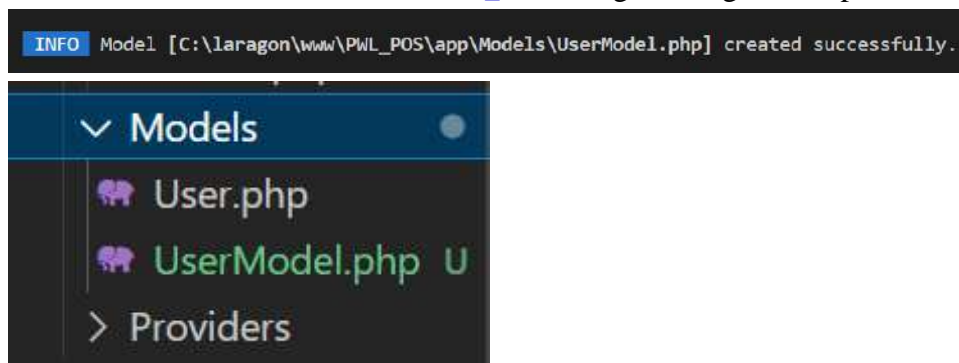 INFO Model [C:\laragon\www\PWL_POS\app\Models\UserModel.php] created successfully.
Models
User.php
UserModel.php U
Providers